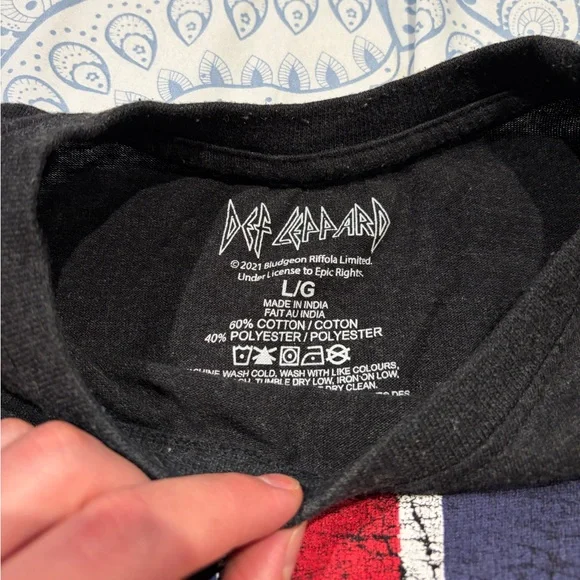 DEF LEPPARD
© 2021 Bludgeon Riffola Limited.
Under License to Epic Rights.
L/G
MADE IN INDIA
FAIT AU INDIA
60% COTTON / COTON
40% POLYESTER / POLYESTER
WASH COLD, WASH WITH LIKE COLOURS,
TUMBLE DRY LOW, IRON ON LOW,
DRY CLEAN.